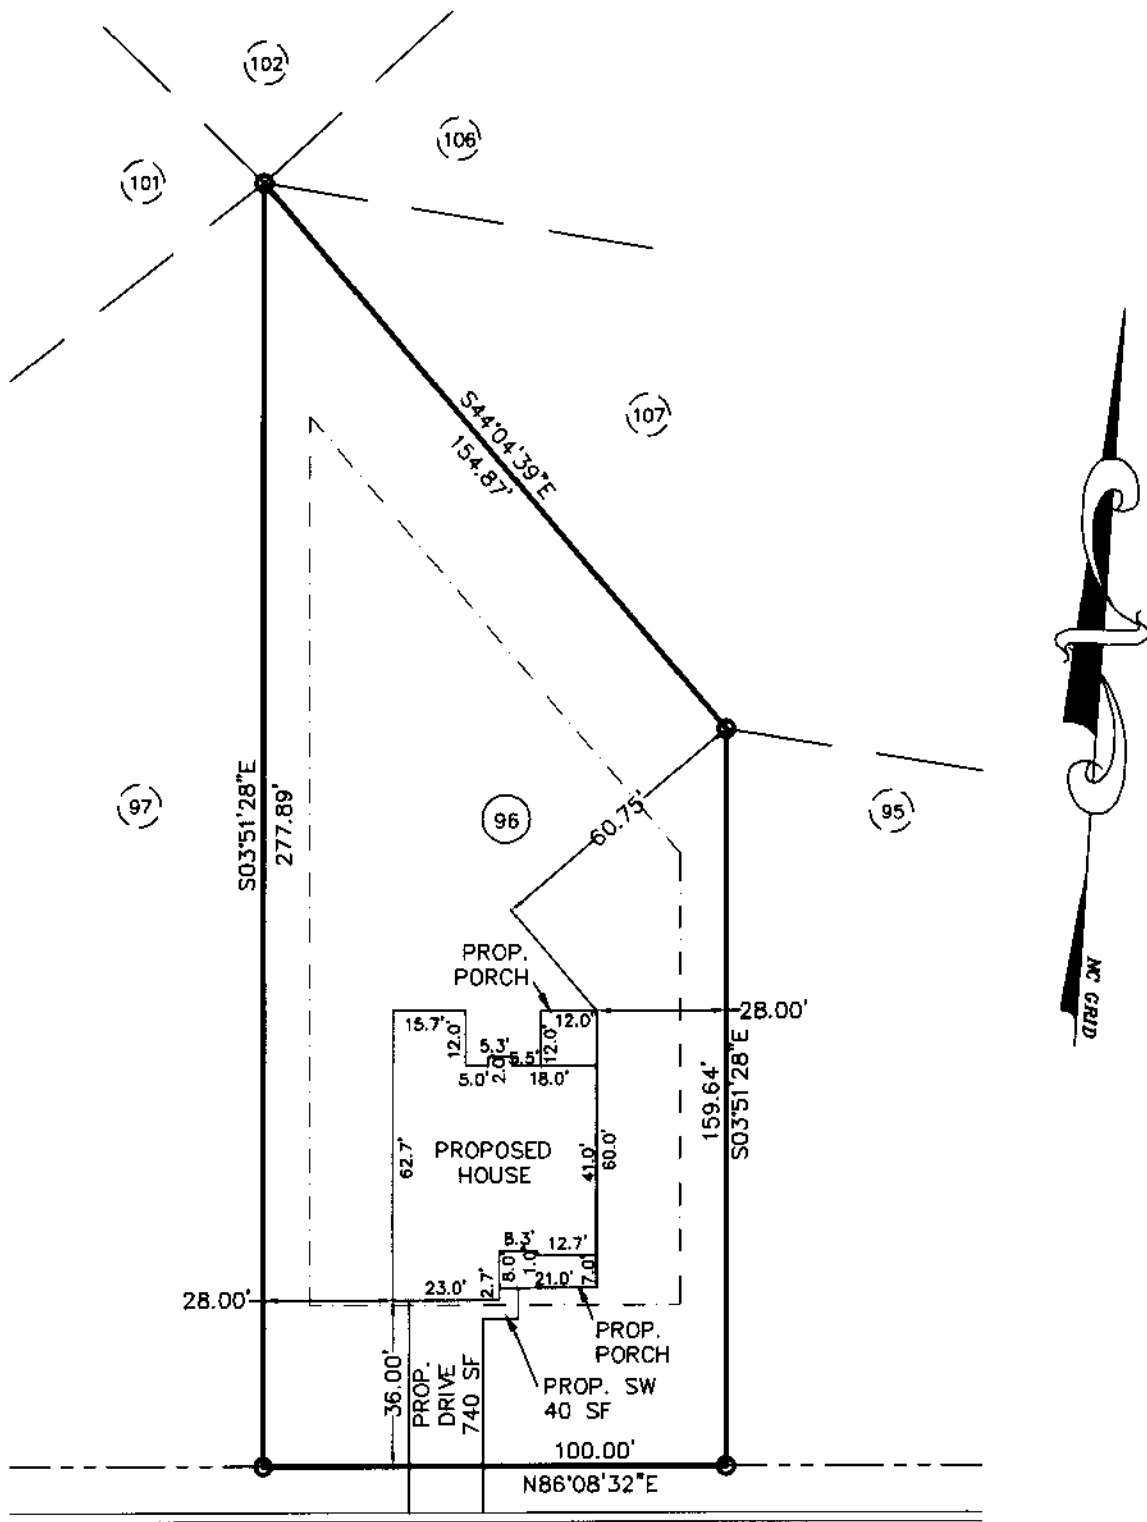 102
106
101
S44°04'39"E
154.87'
107
S03°51'28"E
277.89'
97
96
60.75'
95
NC GRID
PROP.
PORCH
28.00'
15.7'
12.0'
12.0'
12.0'
5.3'
5.5'
5.0'
2.0'
18.0'
159.64'
S03°51'28"E
62.7'
PROPOSED
HOUSE
41.0'
60.0'
8.3'
12.7'
8.0'
1.0'
7.0'
21.0'
23.0'
2.7'
28.00'
36.00'
PROP.
DRIVE
740 SF
PROP.
PORCH
PROP. SW
40 SF
100.00'
N86°08'32"E